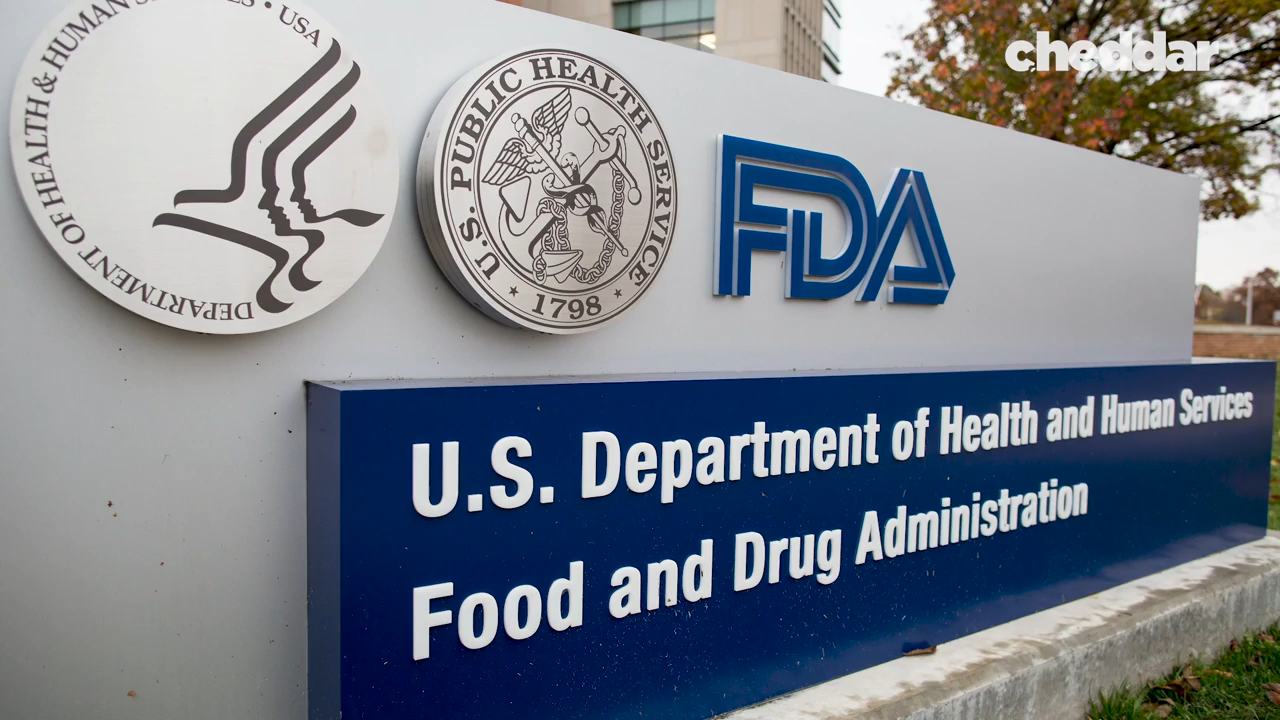 DEPARTMENT OF HEALTH & HUMAN SERVICES • USA
U.S. PUBLIC HEALTH SERVICE
1798
FDA
cheddar
U.S. Department of Health and Human Services
Food and Drug Administration